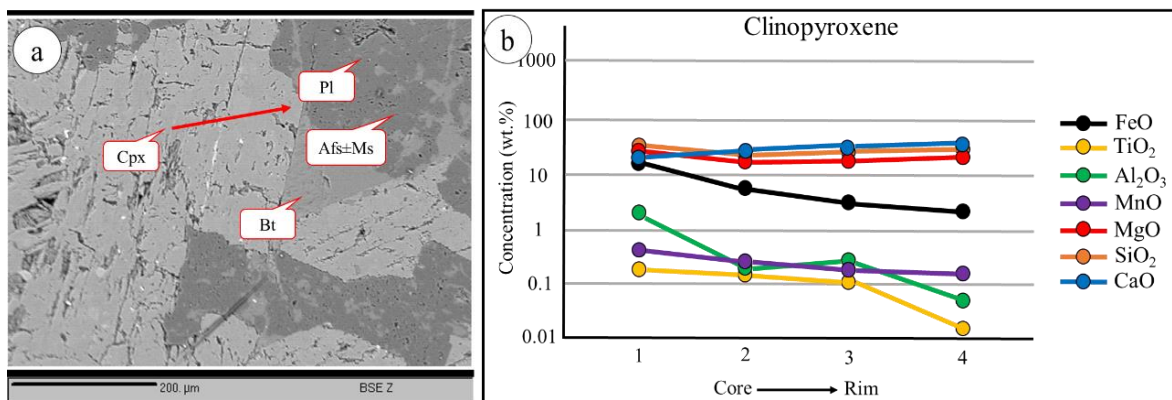 a
Pl
Afs±Ms
Cpx
Bt
200. µm
BSE Z
b
Clinopyroxene
Concentration (wt.%)
1000
100
10
1
0.1
0.01
1 2 3 4
Core Rim
FeO
TiO₂
Al₂O₃
MnO
MgO
SiO₂
CaO